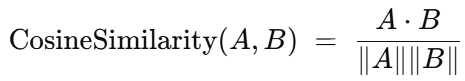 CosineSimilarity(A, B) = A · B / ‖A‖‖B‖